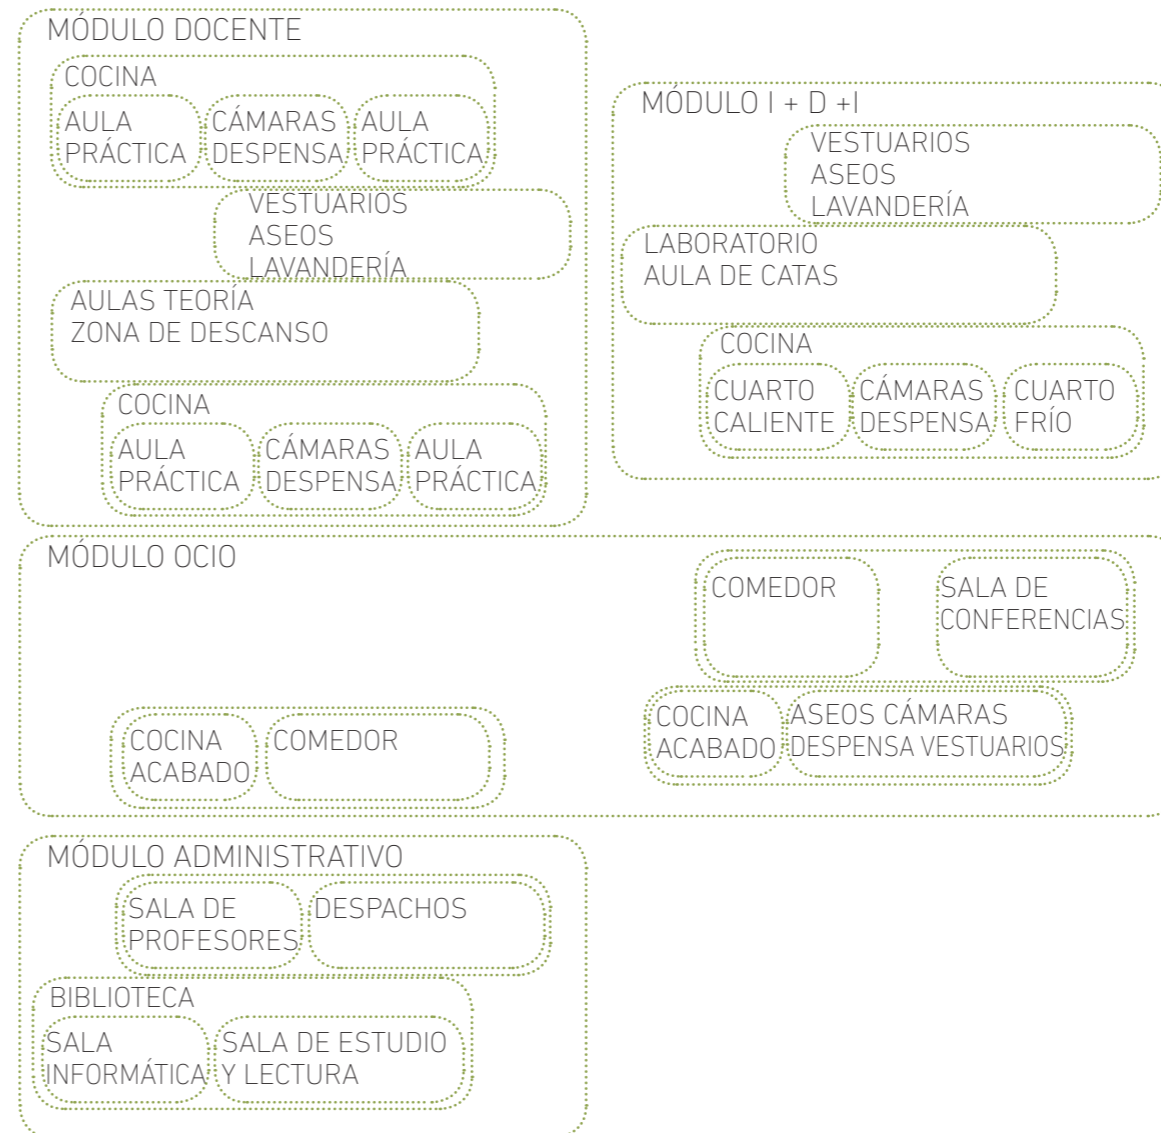 MÓDULO DOCENTE
COCINA
AULA
PRÁCTICA
CÁMARAS
DESPENSA
AULA
PRÁCTICA
VESTUARIOS
ASEOS
LAVANDERÍA
AULAS TEORÍA
ZONA DE DESCANSO
COCINA
AULA
PRÁCTICA
CÁMARAS
DESPENSA
AULA
PRÁCTICA
MÓDULO I + D +I
VESTUARIOS
ASEOS
LAVANDERÍA
LABORATORIO
AULA DE CATAS
COCINA
CUARTO
CALIENTE
CÁMARAS
DESPENSA
CUARTO
FRÍO
MÓDULO OCIO
COCINA
ACABADO
COMEDOR
COMEDOR
SALA DE
CONFERENCIAS
COCINA
ACABADO
ASEOS CÁMARAS
DESPENSA VESTUARIOS
MÓDULO ADMINISTRATIVO
SALA DE
PROFESORES
DESPACHOS
BIBLIOTECA
SALA
INFORMÁTICA
SALA DE ESTUDIO
Y LECTURA